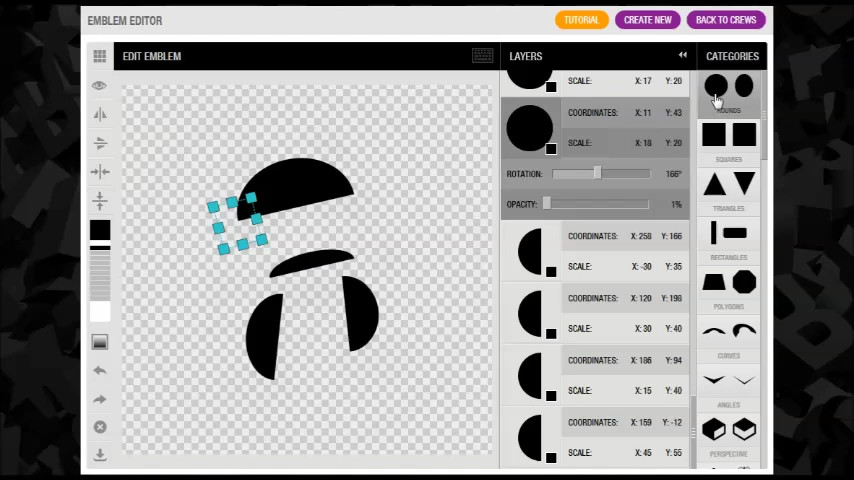 EMBLEM EDITOR
TUTORIAL
CREATE NEW
BACK TO CREWS
EDIT EMBLEM
LAYERS
CATEGORIES
SCALE: X: 17 Y: 20
COORDINATES: X: 11 Y: 43
SCALE: X: 18 Y: 20
ROTATION: 166°
OPACITY: 1%
COORDINATES: X: 258 Y: 166
SCALE: X: -30 Y: 35
COORDINATES: X: 120 Y: 198
SCALE: X: 30 Y: 40
COORDINATES: X: 186 Y: 94
SCALE: X: 15 Y: 40
COORDINATES: X: 159 Y: -12
SCALE: X: 45 Y: 55
ROUNDS
SQUARES
TRIANGLES
RECTANGLES
POLYGONS
CURVES
ANGLES
PERSPECTIVE